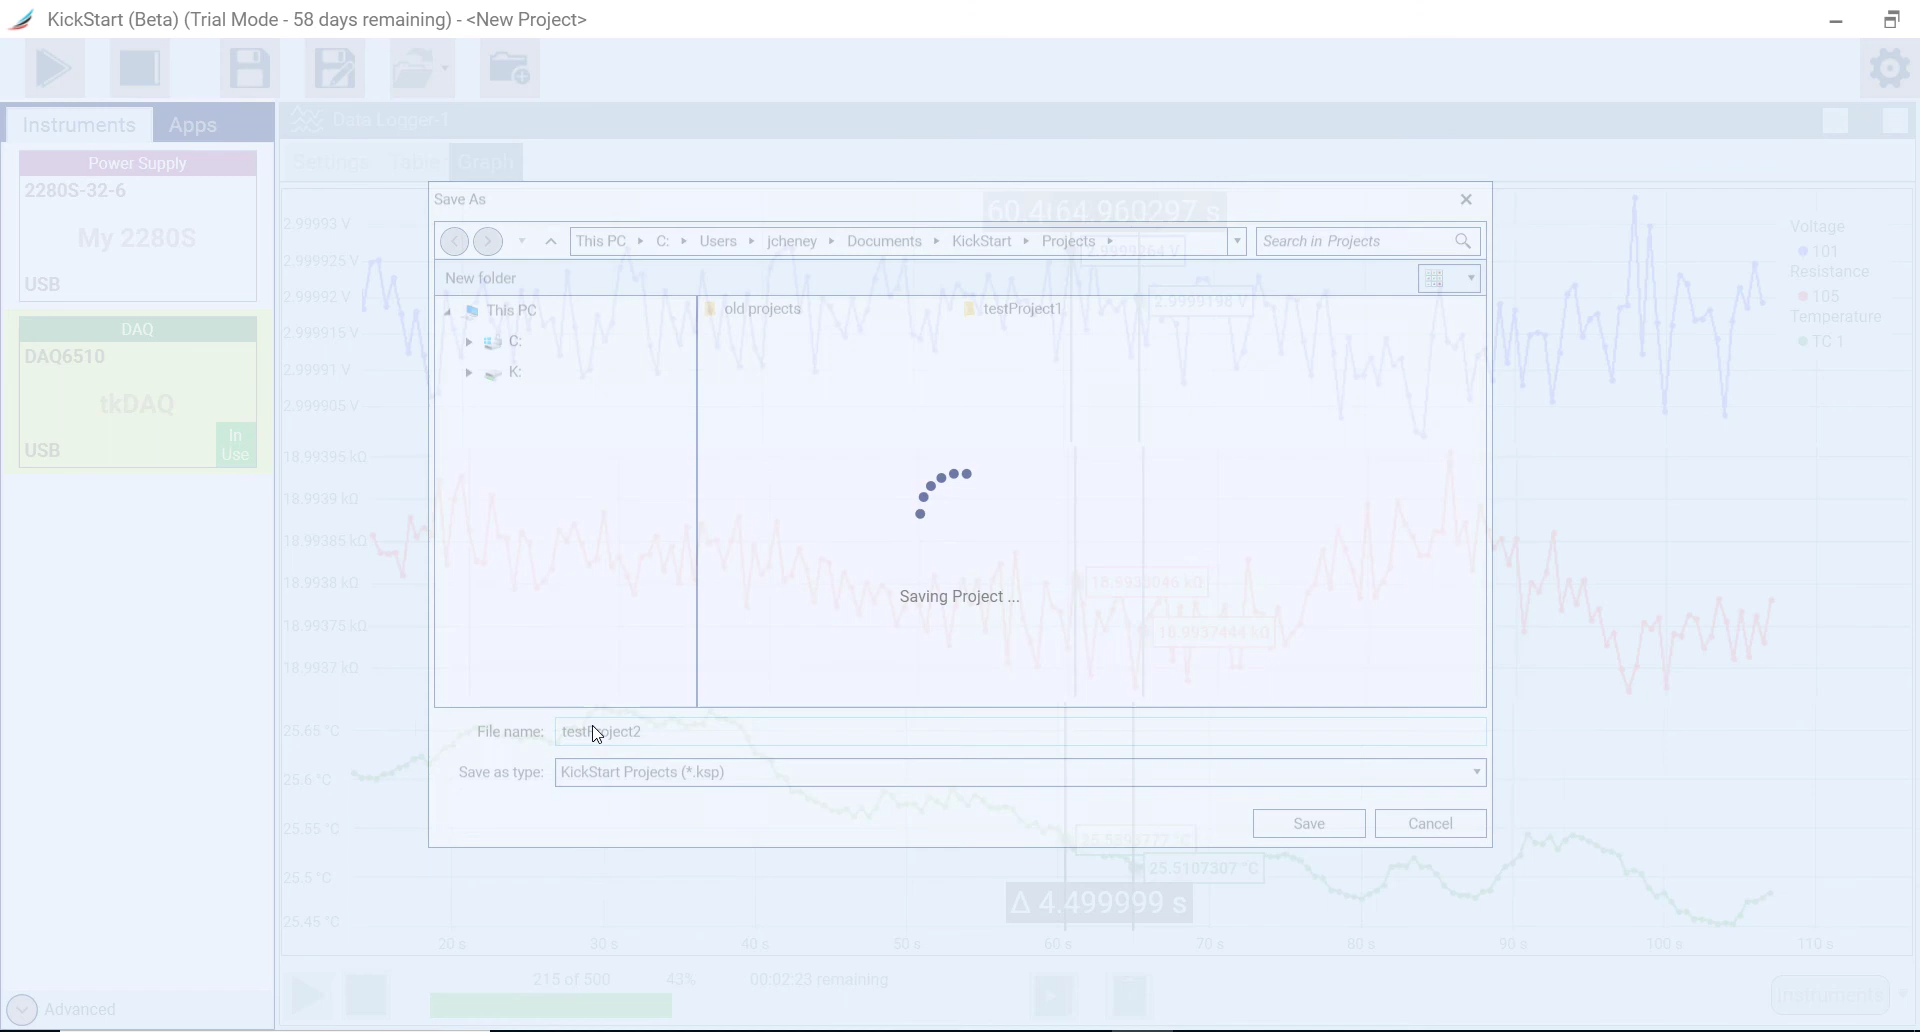 KickStart (Beta) (Trial Mode - 58 days remaining) - <New Project>
Instruments Apps
Data Logger-1
Settings Table Graph
Power Supply
2280S-32-6
My 2280S
USB
DAQ
DAQ6510
tkDAQ
USB
In
Use
Advanced
Save As
This PC C: Users jcheney Documents KickStart Projects
Search in Projects
New folder
This PC
C:
K:
old projects
testProject1
Saving Project ...
File name:
Save as type: KickStart Projects (*.ksp)
Save Cancel
2.99993 V
2.999925 V
2.99992 V
2.999915 V
2.99991 V
2.999905 V
18.99395 kΩ
18.9939 kΩ
18.99385 kΩ
18.9938 kΩ
18.99375 kΩ
18.9937 kΩ
25.65 °C
25.6 °C
25.55 °C
25.5 °C
25.45 °C
2.9999194 V
18.9937444 kΩ
25.5107307 °C
Δ 4.499999 s
20 s 30 s 40 s 50 s 60 s 70 s 80 s 90 s 100 s 110 s
Voltage
101
Resistance
105
Temperature
TC 1
215 of 500 43% 00:02:23 remaining
Instruments